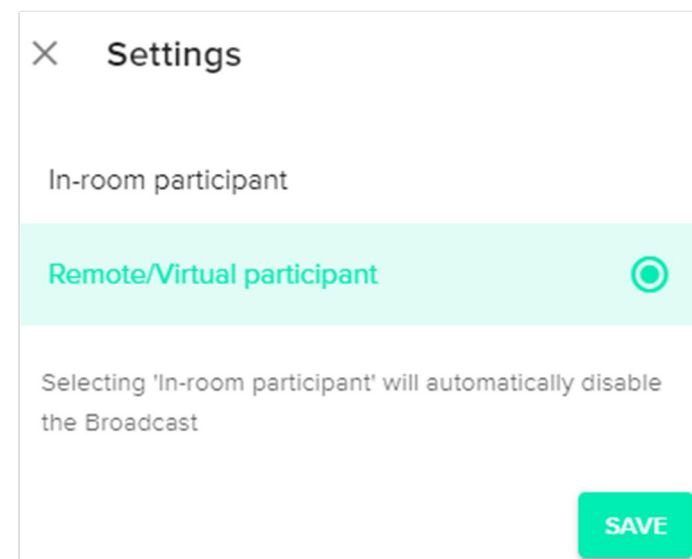 Settings
In-room participant
Remote/Virtual participant
Selecting 'In-room participant' will automatically disable
the Broadcast
SAVE